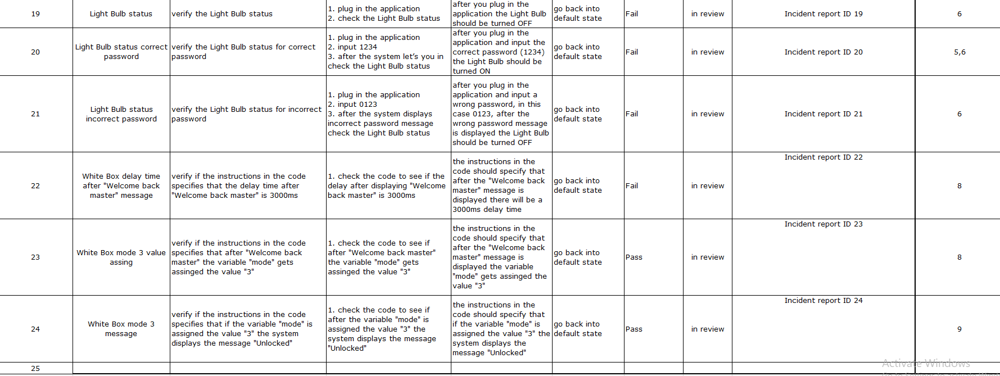 19
Light Bulb status
verify the Light Bulb status
1. plug in the application
2. check the Light Bulb status
after you plug in the
application the Light Bulb
should be turned OFF
go back into
default state
Fail
in review
Incident report ID 19
6
20
Light Bulb status correct
password
verify the Light Bulb status for correct
password
1. plug in the application
2. input 1234
3. after the system let's you in
check the Light Bulb status
after you plug in the
application and input the
correct password (1234)
the Light Bulb should be
turned ON
go back into
default state
Fail
in review
Incident report ID 20
5,6
21
Light Bulb status
incorrect password
verify the Light Bulb status for incorrect
password
1. plug in the application
2. input 0123
3. after the system displays
incorrect password message
check the Light Bulb status
after you plug in the
application and input a
wrong password, in this
case 0123, after the
wrong password message
is displayed the Light Bulb
should be turned OFF
go back into
default state
Fail
in review
Incident report ID 21
6
22
White Box delay time
after "Welcome back
master" message
verify if the instructions in the code
specifies that the delay time after
"Welcome back master" is 3000ms
1. check the code to see if the
delay after displaying "Welcome
back master" is 3000ms
the instructions in the
code should specify that
after the "Welcome back
master" message is
displayed there will be a
3000ms delay time
go back into
default state
Fail
in review
Incident report ID 22
8
23
White Box mode 3 value
assing
verify if the instructions in the code
specifies that after "Welcome back
master" the variable "mode" gets
assinged the value "3"
1. check the code to see if
after "Welcome back master"
the variable "mode" gets
assinged the value "3"
the instructions in the
code should specify that
after the "Welcome back
master" message is
displayed the variable
"mode" gets assinged the
value "3"
go back into
default state
Pass
in review
Incident report ID 23
8
24
White Box mode 3
message
verify if the instructions in the code
specifies that if the variable "mode" is
assigned the value "3" the system
displays the message "Unlocked"
1. check the code to see if
after the variable "mode" is
assigned the value "3" the
system displays the message
"Unlocked"
the instructions in the
code should specify that
if the variable "mode" is
assigned the value "3" the
system displays the
message "Unlocked"
go back into
default state
Pass
in review
Incident report ID 24
9
25
Activate Windows